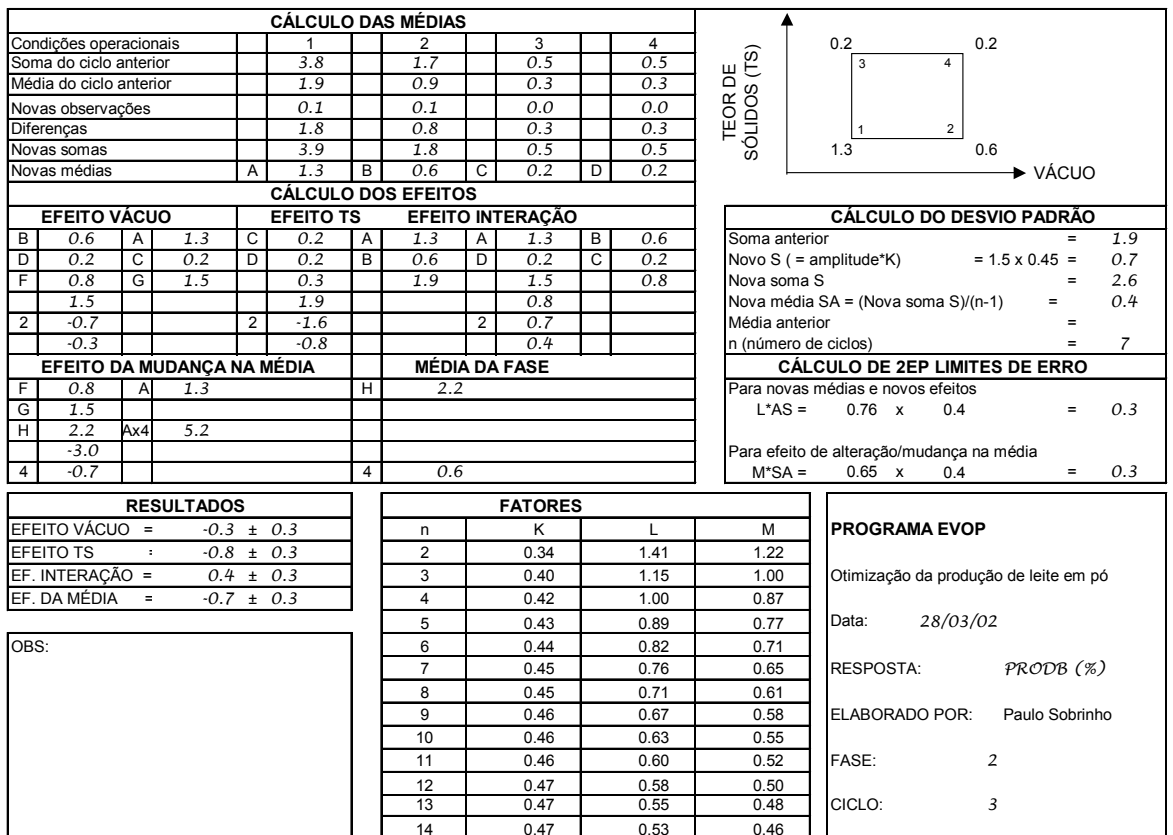 CÁLCULO DAS MÉDIAS
Condições operacionais 1 2 3 4
Soma do ciclo anterior 3.8 1.7 0.5 0.5
Média do ciclo anterior 1.9 0.9 0.3 0.3
Novas observações 0.1 0.1 0.0 0.0
Diferenças 1.8 0.8 0.3 0.3
Novas somas 3.9 1.8 0.5 0.5
Novas médias A 1.3 B 0.6 C 0.2 D 0.2
CÁLCULO DOS EFEITOS
EFEITO VÁCUO EFEITO TS EFEITO INTERAÇÃO
B 0.6 A 1.3 C 0.2 A 1.3 A 1.3 B 0.6
D 0.2 C 0.2 D 0.2 B 0.6 D 0.2 C 0.2
F 0.8 G 1.5 0.3 1.9 1.5 0.8
1.5 1.9 0.8
2 -0.7 2 -1.6 2 0.7
-0.3 -0.8 0.4
EFEITO DA MUDANÇA NA MÉDIA MÉDIA DA FASE
F 0.8 A 1.3 H 2.2
G 1.5
H 2.2 Ax4 5.2
-3.0
4 -0.7 4 0.6
TEOR DE
SÓLIDOS (TS)
0.2 0.2
3 4
1 2
1.3 0.6
VÁCUO
CÁLCULO DO DESVIO PADRÃO
Soma anterior = 1.9
Novo S ( = amplitude*K) = 1.5 x 0.45 = 0.7
Nova soma S = 2.6
Nova média SA = (Nova soma S)/(n-1) = 0.4
Média anterior =
n (número de ciclos) = 7
CÁLCULO DE 2EP LIMITES DE ERRO
Para novas médias e novos efeitos
L*AS = 0.76 x 0.4 = 0.3
Para efeito de alteração/mudança na média
M*SA = 0.65 x 0.4 = 0.3
RESULTADOS
EFEITO VÁCUO = -0.3 ± 0.3
EFEITO TS : -0.8 ± 0.3
EF. INTERAÇÃO = 0.4 ± 0.3
EF. DA MÉDIA = -0.7 ± 0.3
OBS:
FATORES
n K L M
2 0.34 1.41 1.22
3 0.40 1.15 1.00
4 0.42 1.00 0.87
5 0.43 0.89 0.77
6 0.44 0.82 0.71
7 0.45 0.76 0.65
8 0.45 0.71 0.61
9 0.46 0.67 0.58
10 0.46 0.63 0.55
11 0.46 0.60 0.52
12 0.47 0.58 0.50
13 0.47 0.55 0.48
14 0.47 0.53 0.46
PROGRAMA EVOP
Otimização da produção de leite em pó
Data: 28/03/02
RESPOSTA: PRODB (%)
ELABORADO POR: Paulo Sobrinho
FASE: 2
CICLO: 3